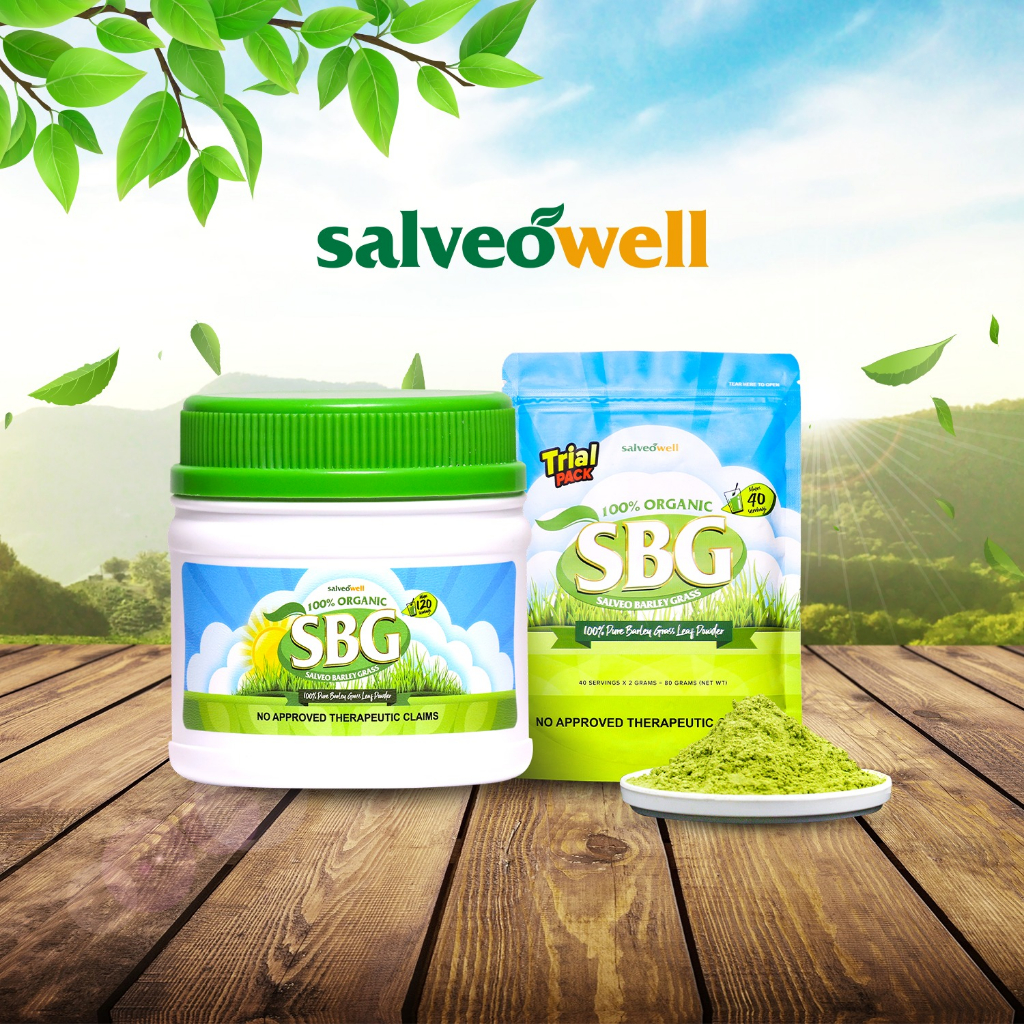 salveowell
TEAR HERE TO OPEN
salveowell
Trial
PACK
100% ORGANIC
40
SBG
SALVEO BARLEY GRASS
100% Pure Barley Grass Leaf Powder
40 SERVINGS X 2 GRAMS = 80 GRAMS (NET WT)
NO APPROVED THERAPEUTIC
salveowell
100% ORGANIC
120
SBG
SALVEO BARLEY GRASS
100% Pure Barley Grass Leaf Powder
NO APPROVED THERAPEUTIC CLAIMS